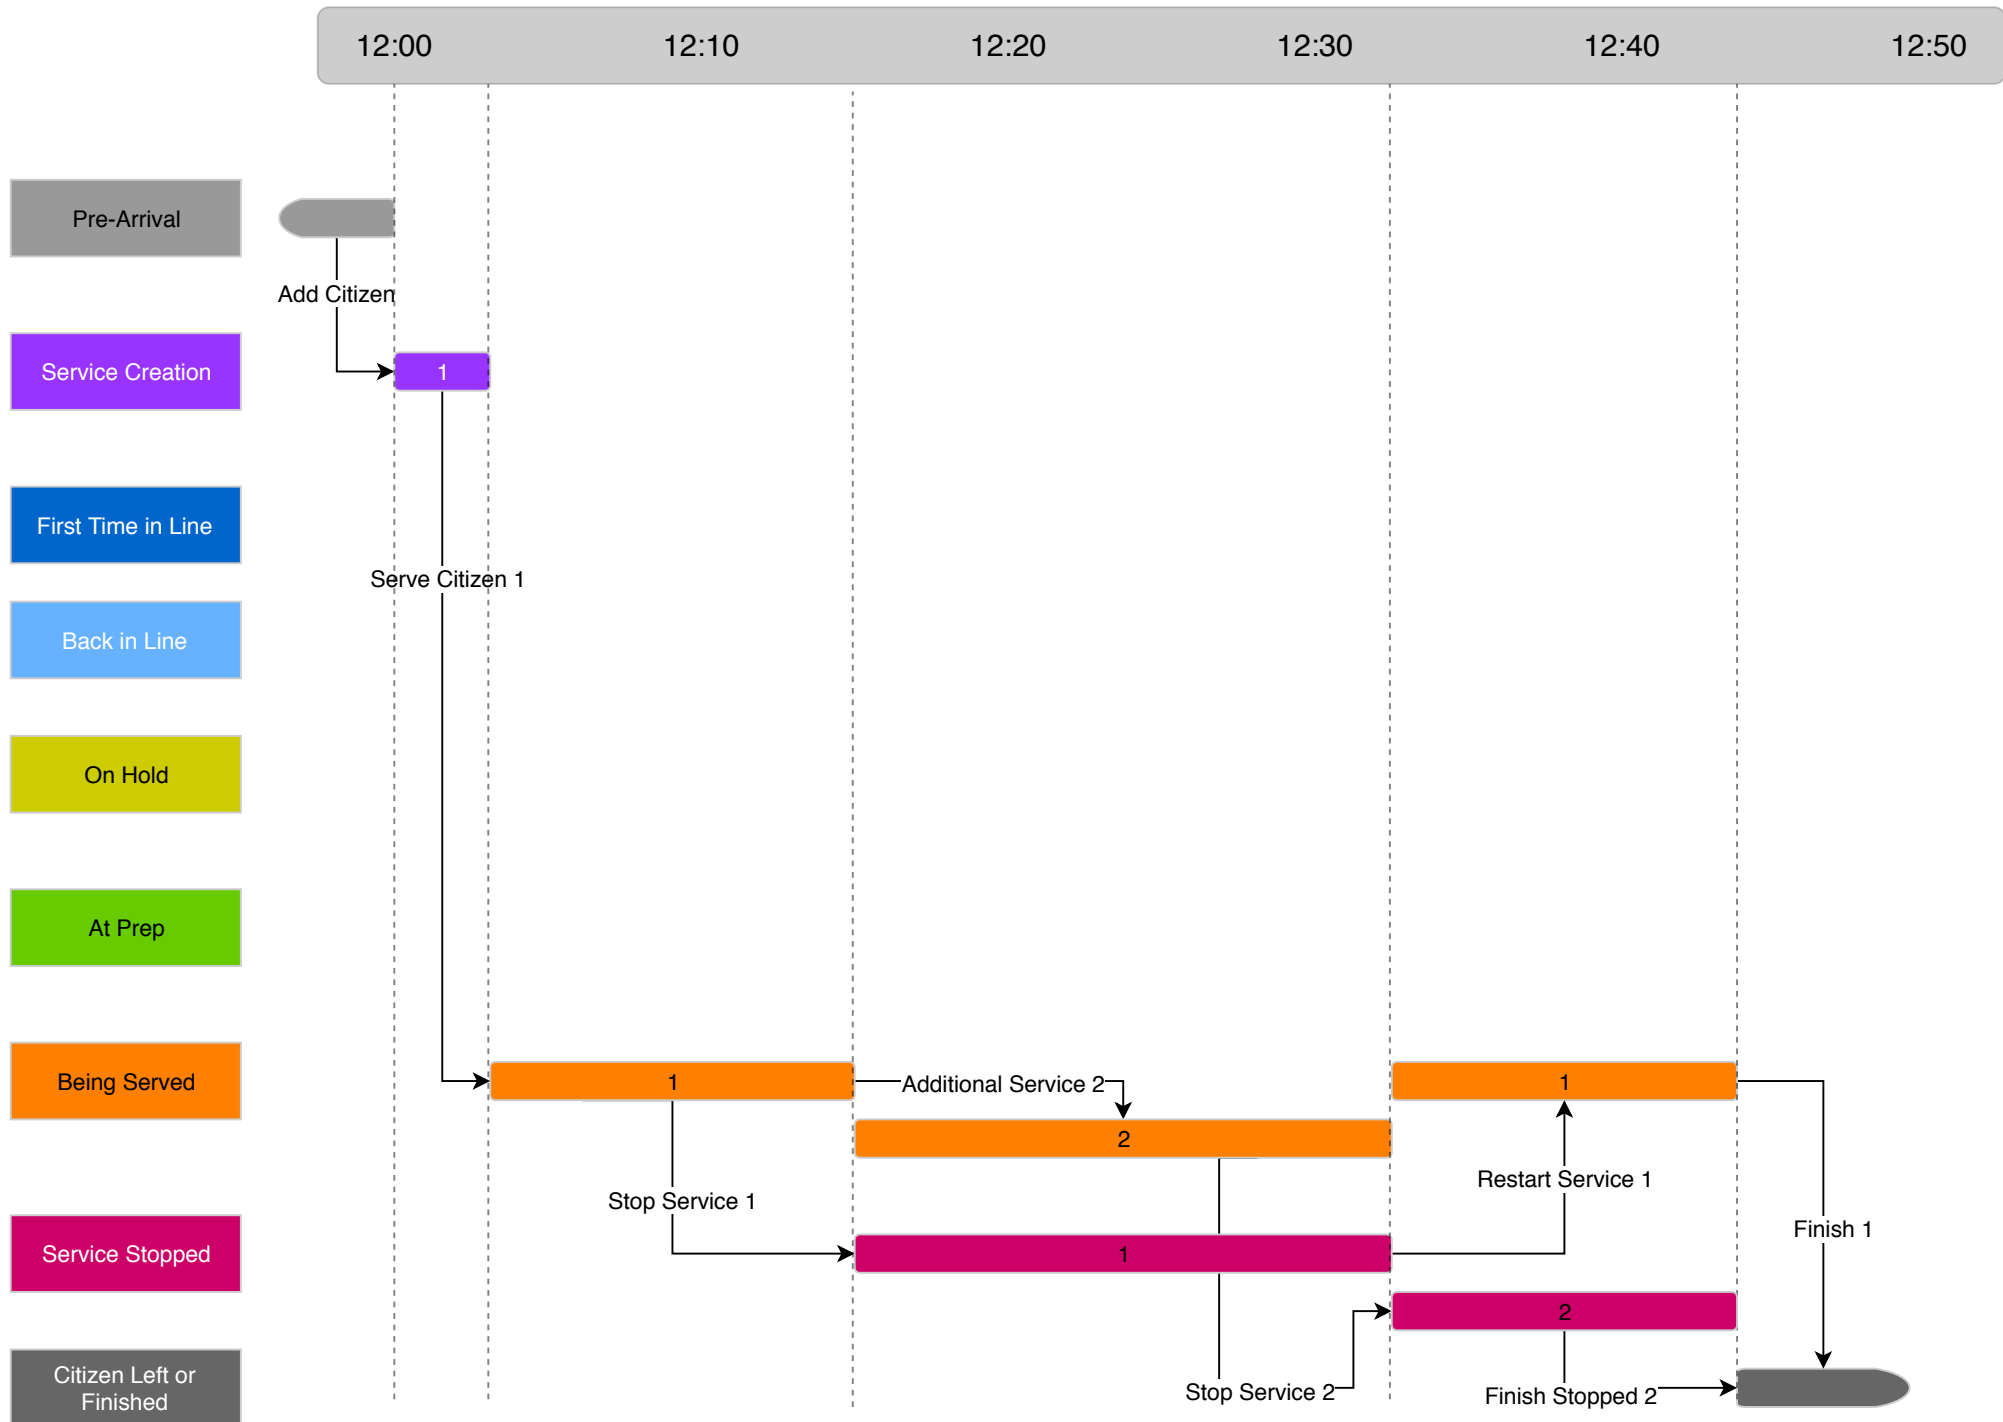 12:00 12:10 12:20 12:30 12:40 12:50
Pre-Arrival
Add Citizen
Service Creation
1
First Time in Line
Serve Citizen 1
Back in Line
On Hold
At Prep
Being Served
1
Additional Service 2
1
2
Restart Service 1
Stop Service 1
Finish 1
Service Stopped
1
2
Citizen Left or
Finished
Stop Service 2
Finish Stopped 2